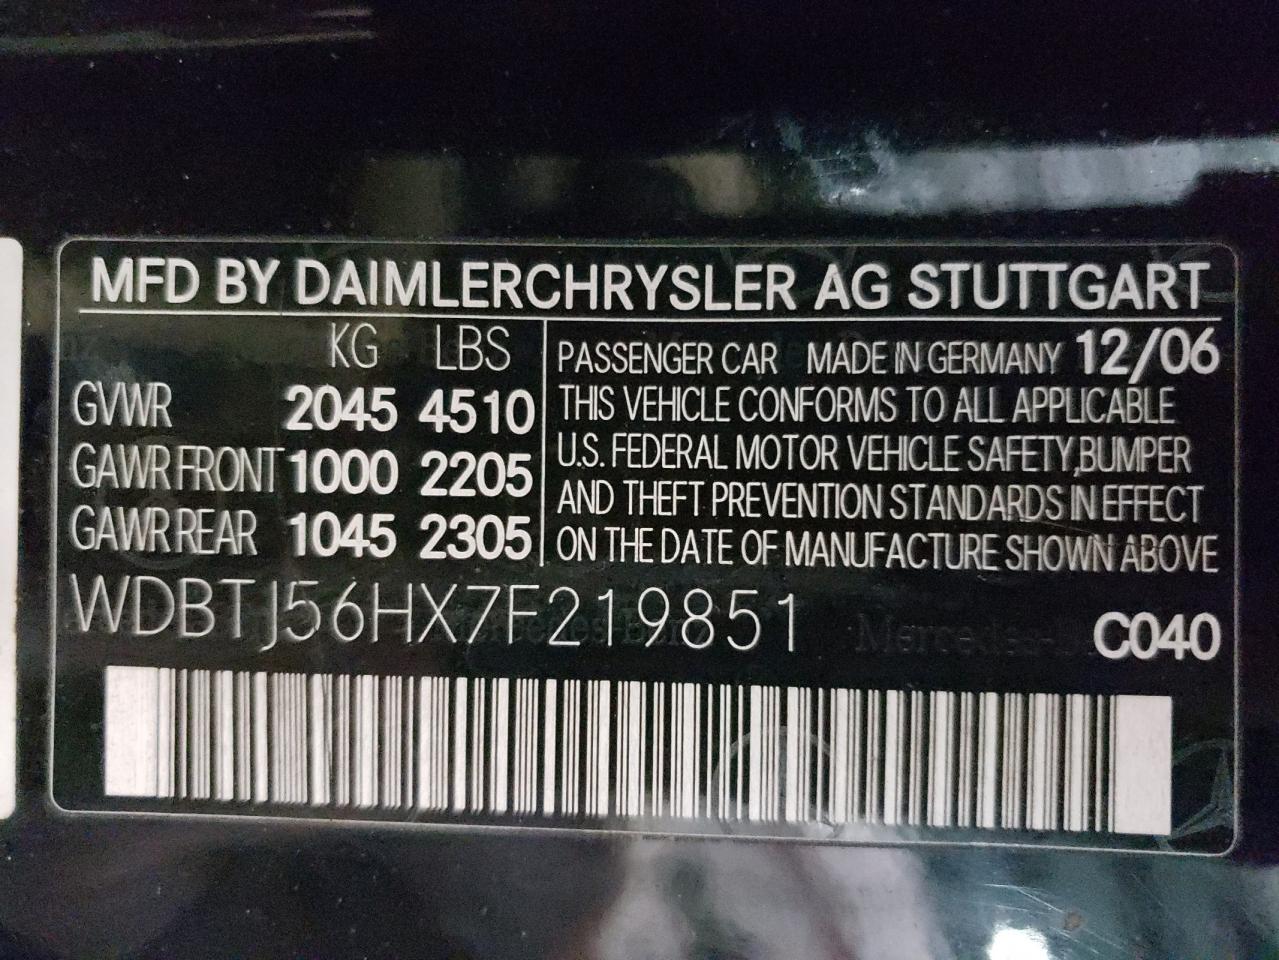 MFD BY DAIMLERCHRYSLER AG STUTTGART
KG LBS
GVWR 2045 4510
GAWR FRONT 1000 2205
GAWR REAR 1045 2305
PASSENGER CAR MADE IN GERMANY 12/06
THIS VEHICLE CONFORMS TO ALL APPLICABLE
U.S. FEDERAL MOTOR VEHICLE SAFETY,BUMPER
AND THEFT PREVENTION STANDARDS IN EFFECT
ON THE DATE OF MANUFACTURE SHOWN ABOVE
WDBTJ56HX7F219851 C040